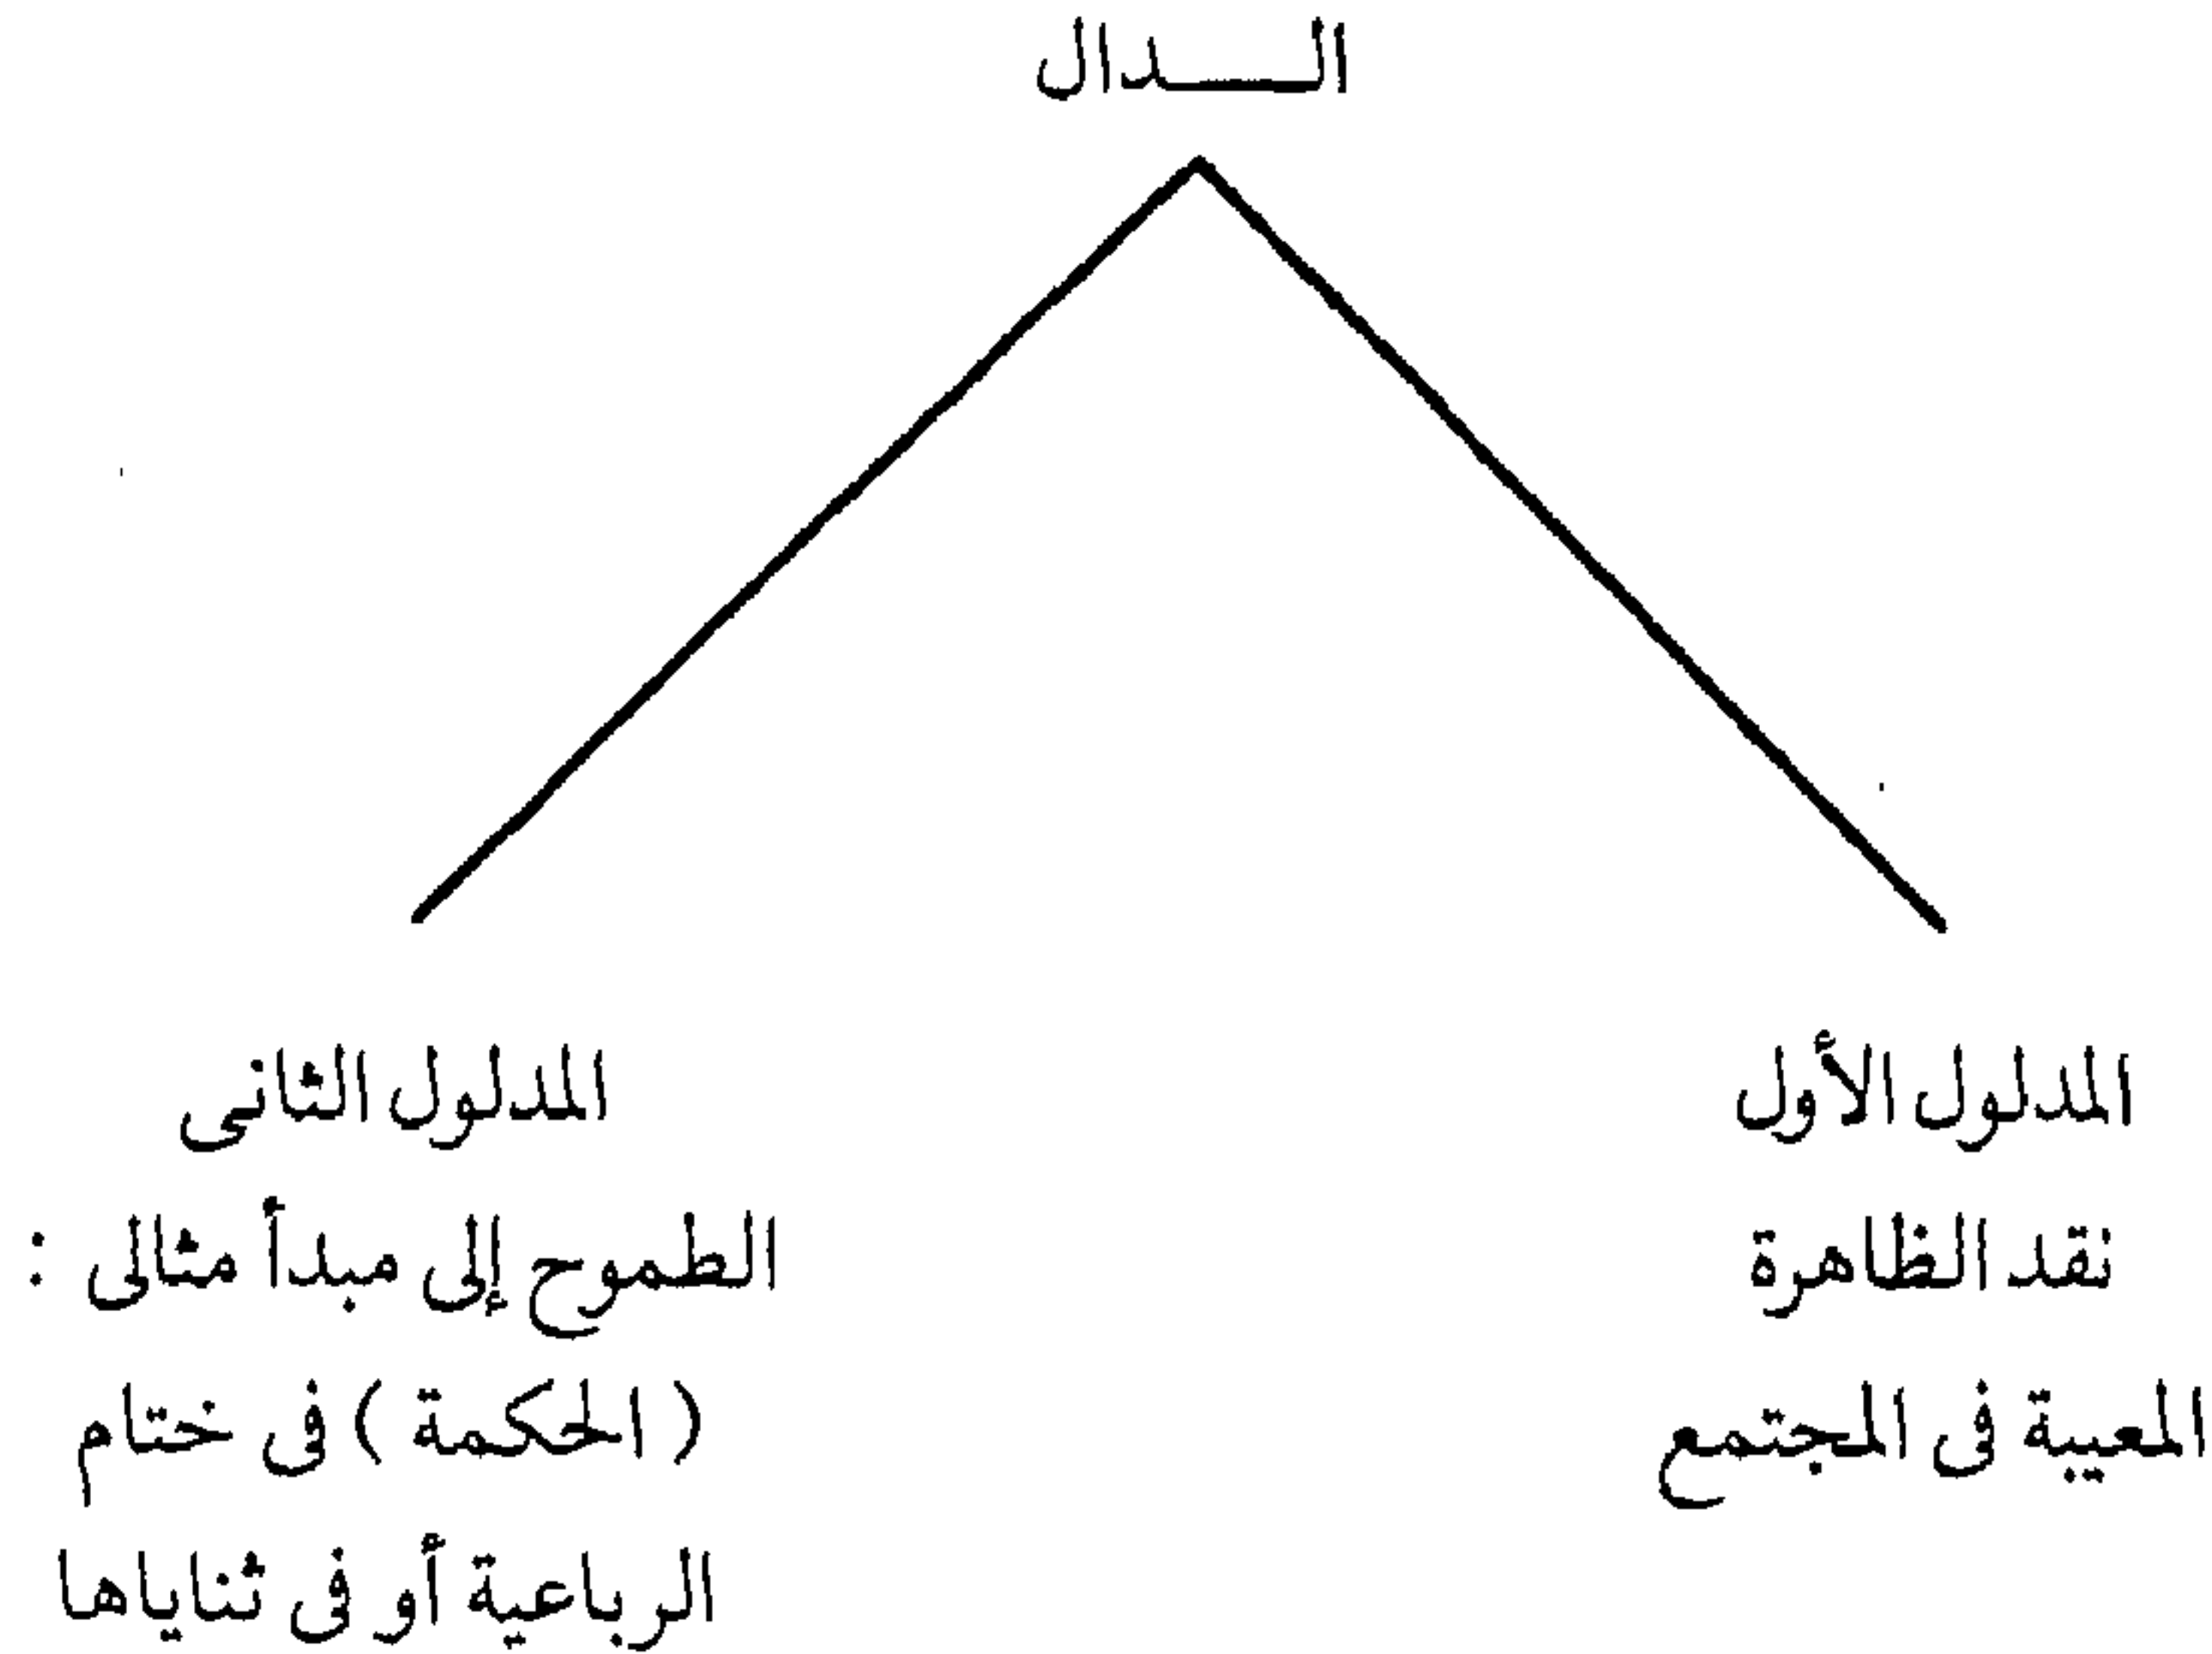 الـــدال
المدلول الأول
نقد الظاهرة
المعيبة فى المجتمع
المدلول الثانى
الطموح إلى مبدأ مثالى :
( الحكمة ) فى ختام
الرباعية أو فى ثناياها